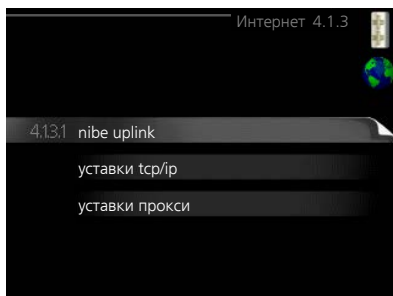 Интернет 4.1.3
4.1.3.1 nibe uplink
уставки tcp/ip
уставки прокси